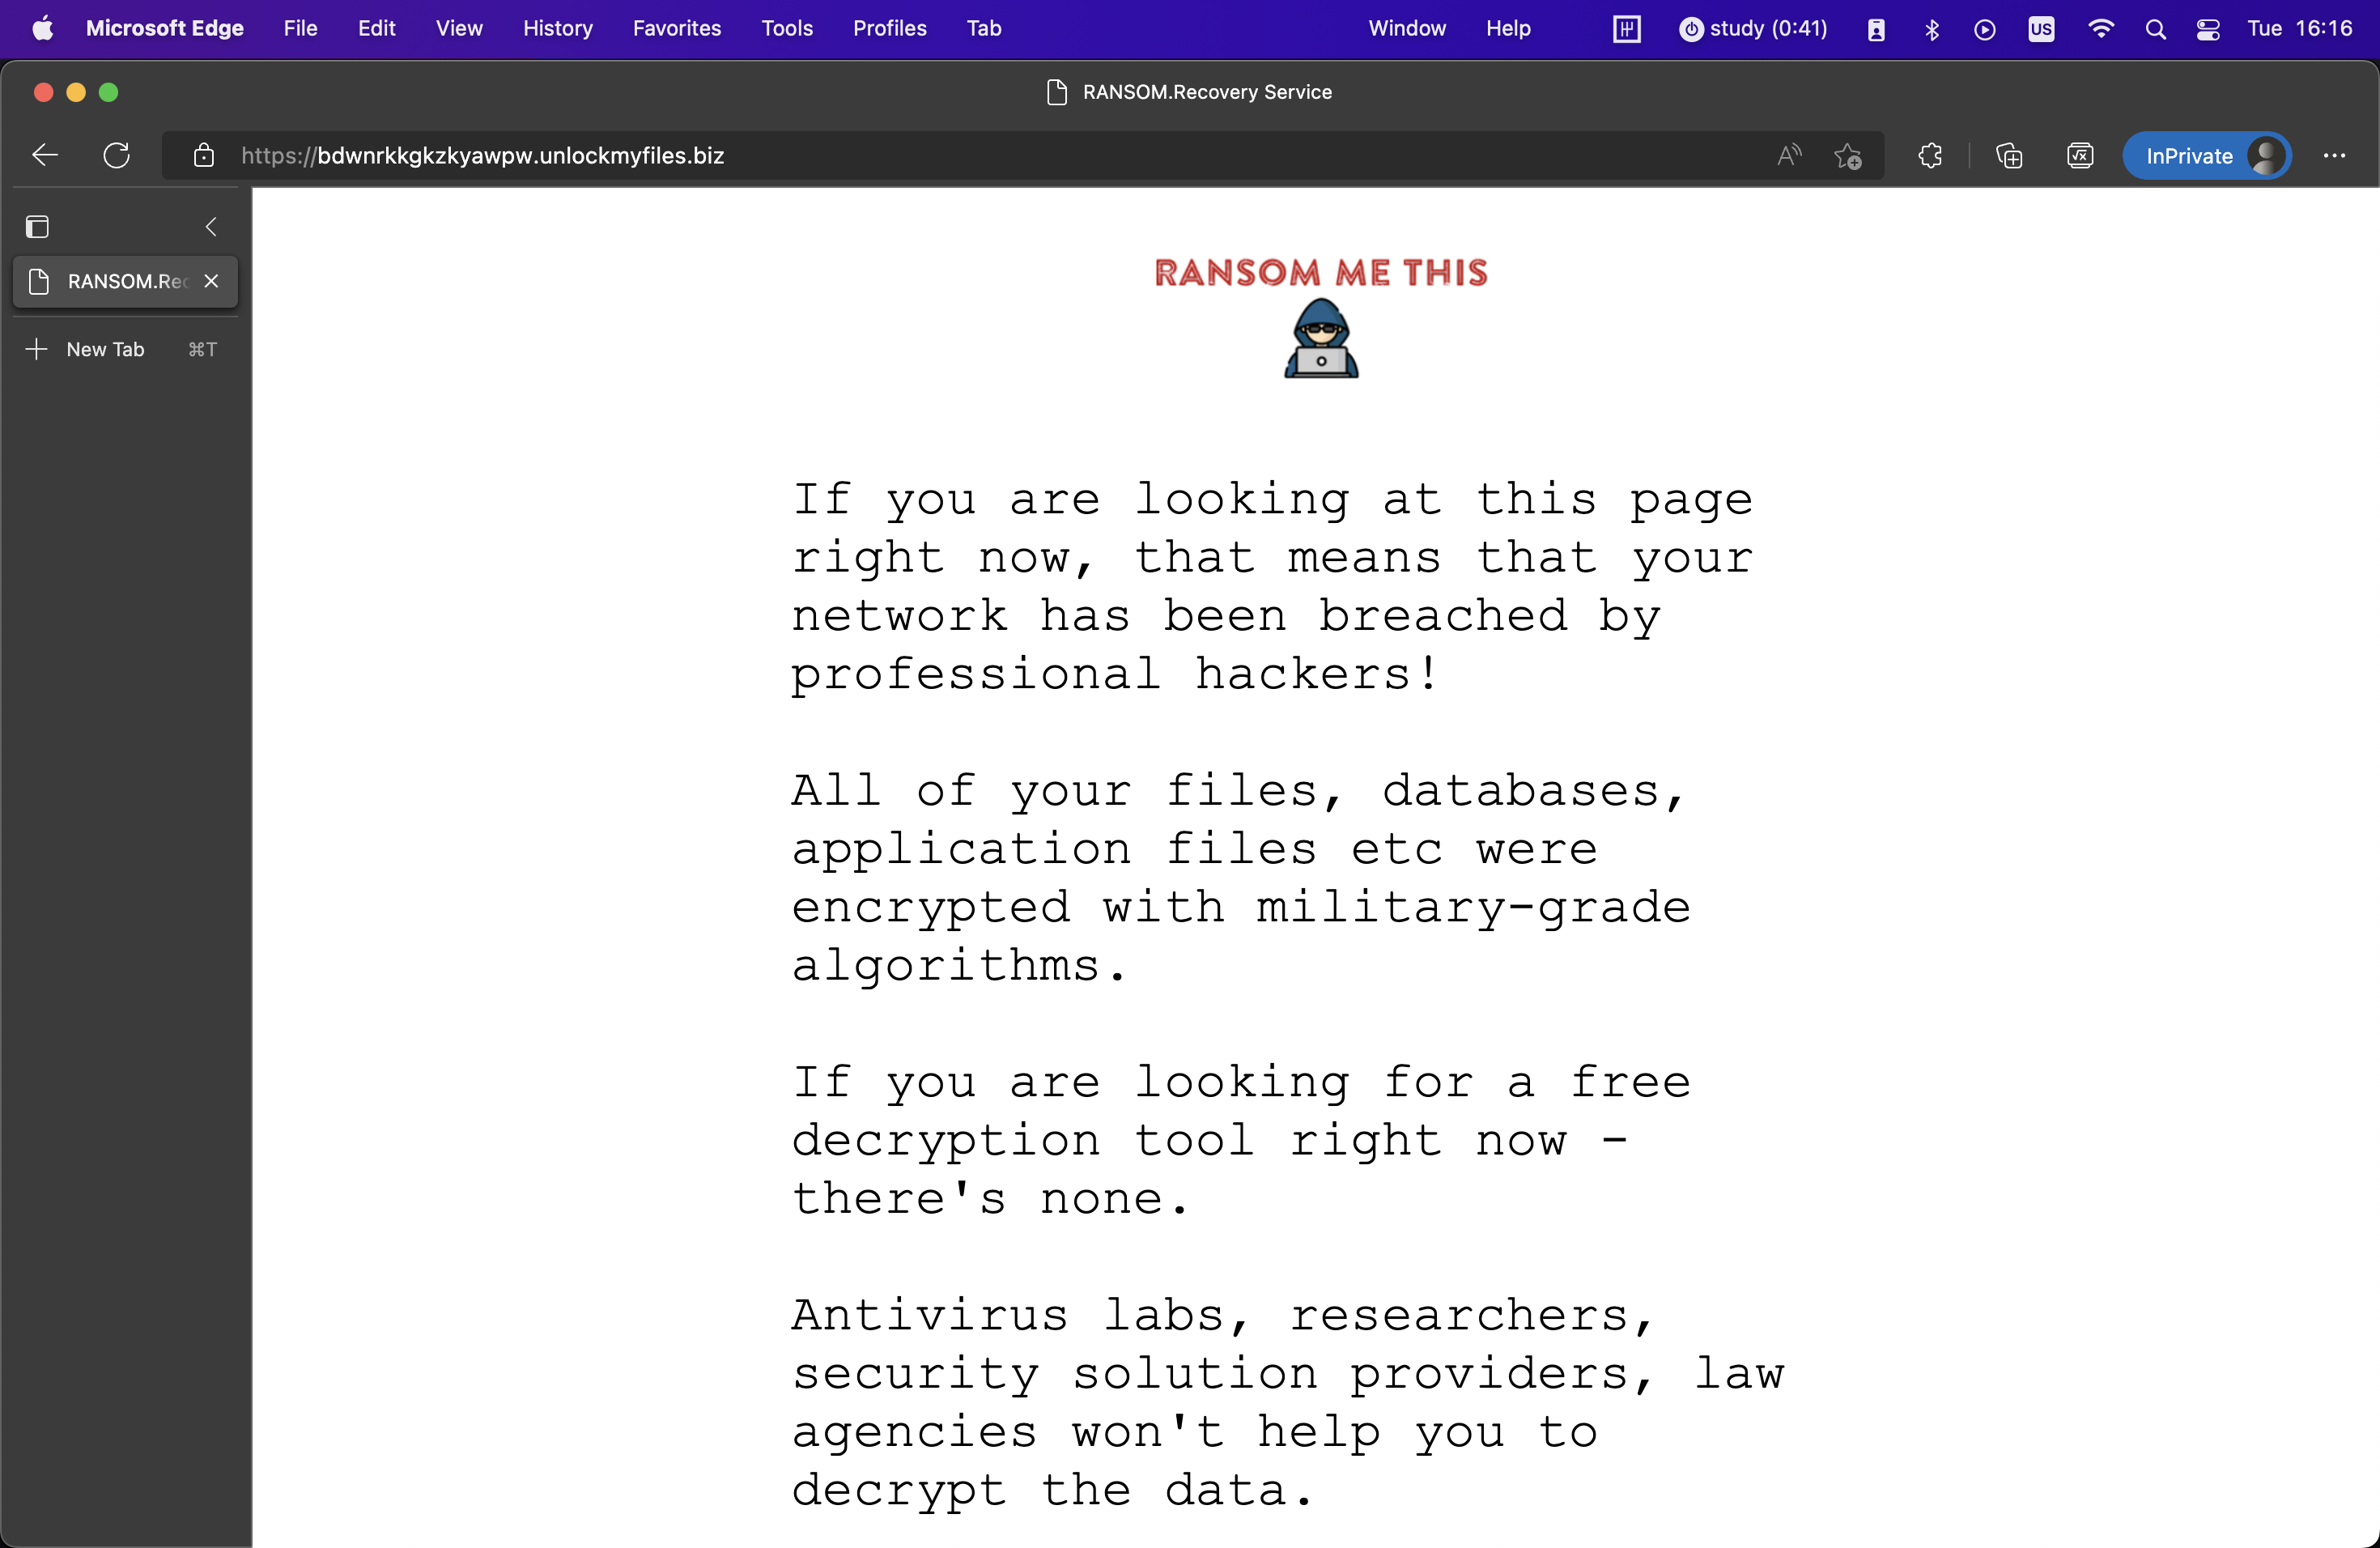 Microsoft Edge File Edit View History Favorites Tools Profiles Tab Window Help study (0:41) US Tue 16:16
RANSOM.Recovery Service
https://bdwnrkkgkzkyawpw.unlockmyfiles.biz InPrivate
RANSOM.Rec
New Tab ⌘T
RANSOM ME THIS
If you are looking at this page
right now, that means that your
network has been breached by
professional hackers!
All of your files, databases,
application files etc were
encrypted with military-grade
algorithms.
If you are looking for a free
decryption tool right now -
there's none.
Antivirus labs, researchers,
security solution providers, law
agencies won't help you to
decrypt the data.